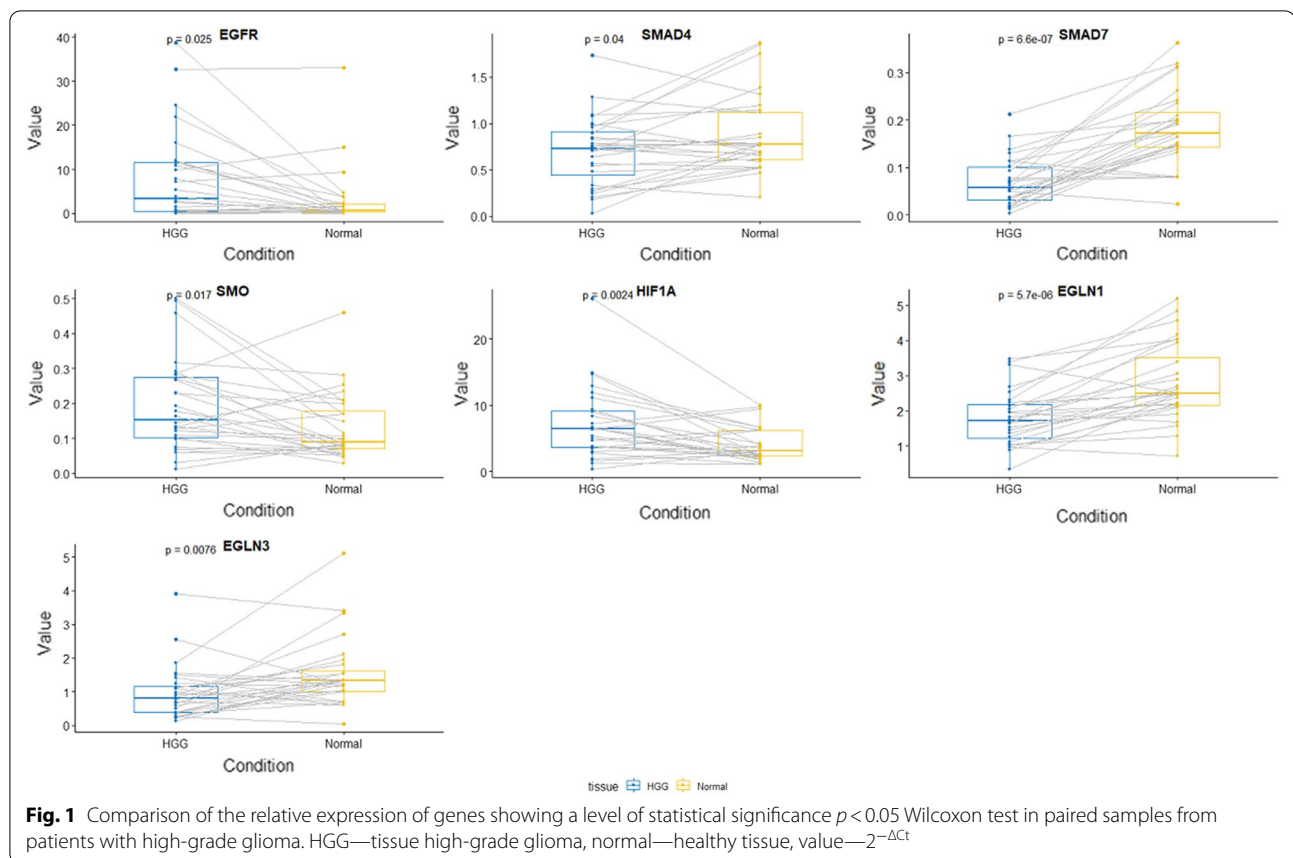 p = 0.025 EGFR
40
30
20
10
0
Value
HGG Normal
Condition
p = 0.04 SMAD4
1.5
1.0
0.5
0.0
Value
HGG Normal
Condition
p = 6.6e-07 SMAD7
0.3
0.2
0.1
0.0
Value
HGG Normal
Condition
p = 0.017 SMO
0.5
0.4
0.3
0.2
0.1
0.0
Value
HGG Normal
Condition
p = 0.0024 HIF1A
20
10
0
Value
HGG Normal
Condition
p = 5.7e-06 EGLN1
5
4
3
2
1
Value
HGG Normal
Condition
p = 0.0076 EGLN3
5
4
3
2
1
0
Value
HGG Normal
Condition
tissue HGG Normal
Fig. 1 Comparison of the relative expression of genes showing a level of statistical significance p < 0.05 Wilcoxon test in paired samples from
patients with high-grade glioma. HGG—tissue high-grade glioma, normal—healthy tissue, value—2^−ΔCt